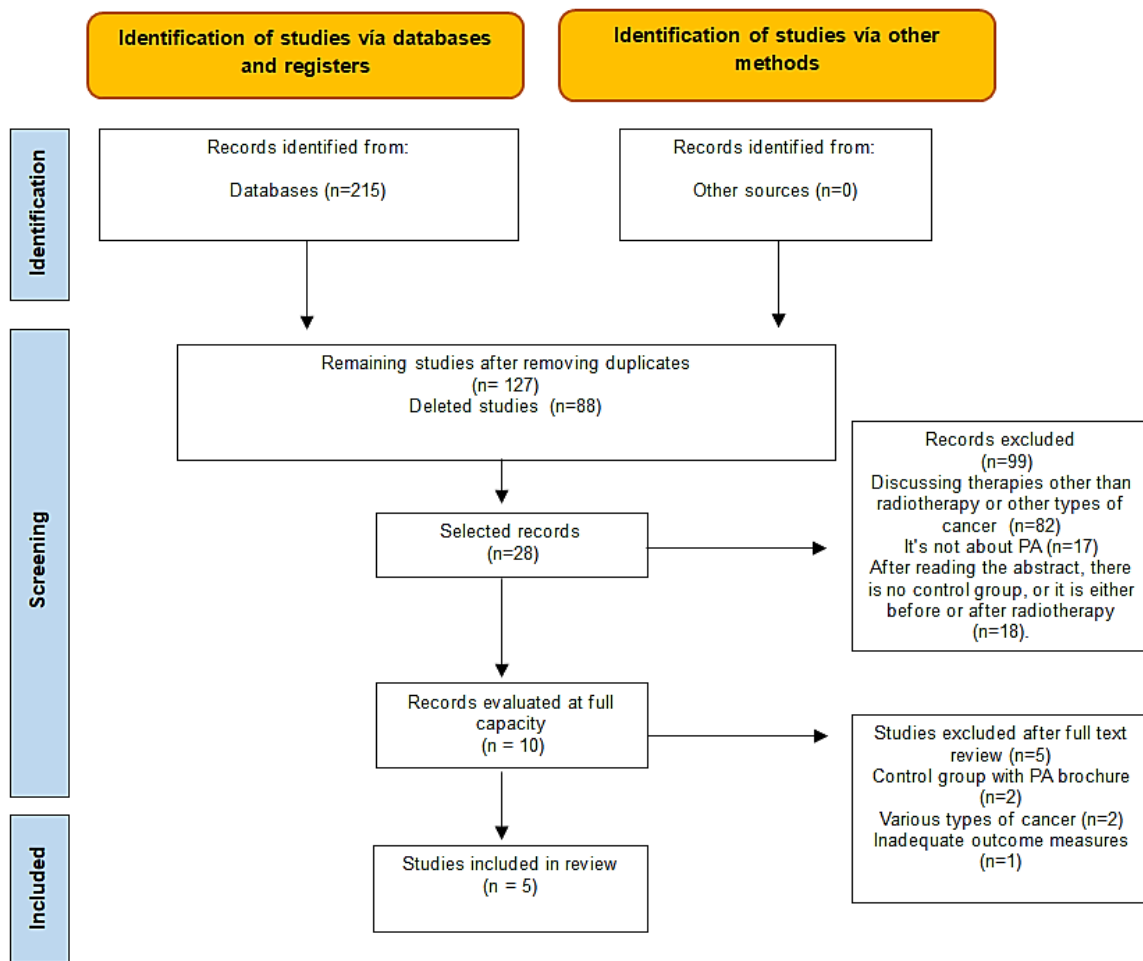 Identification of studies vía databases
and registers
Identification of studies vía other
methods
Identification
Records identified from:
Databases (n=215)
Records identified from:
Other sources (n=0)
Screening
Remaining studies after removing duplicates
(n= 127)
Deleted studies (n=88)
Records excluded
(n=99)
Discussing therapies other than
radiotherapy or other types of
cancer (n=82)
It's not about PA (n=17)
After reading the abstract, there
is no control group, or it is either
before or after radiotherapy
(n=18).
Selected records
(n=28)
Records evaluated at full
capacity
(n = 10)
Studies excluded after full text
review (n=5)
Control group with PA brochure
(n=2)
Various types of cancer (n=2)
Inadequate outcome measures
(n=1)
Included
Studies included in review
(n = 5)